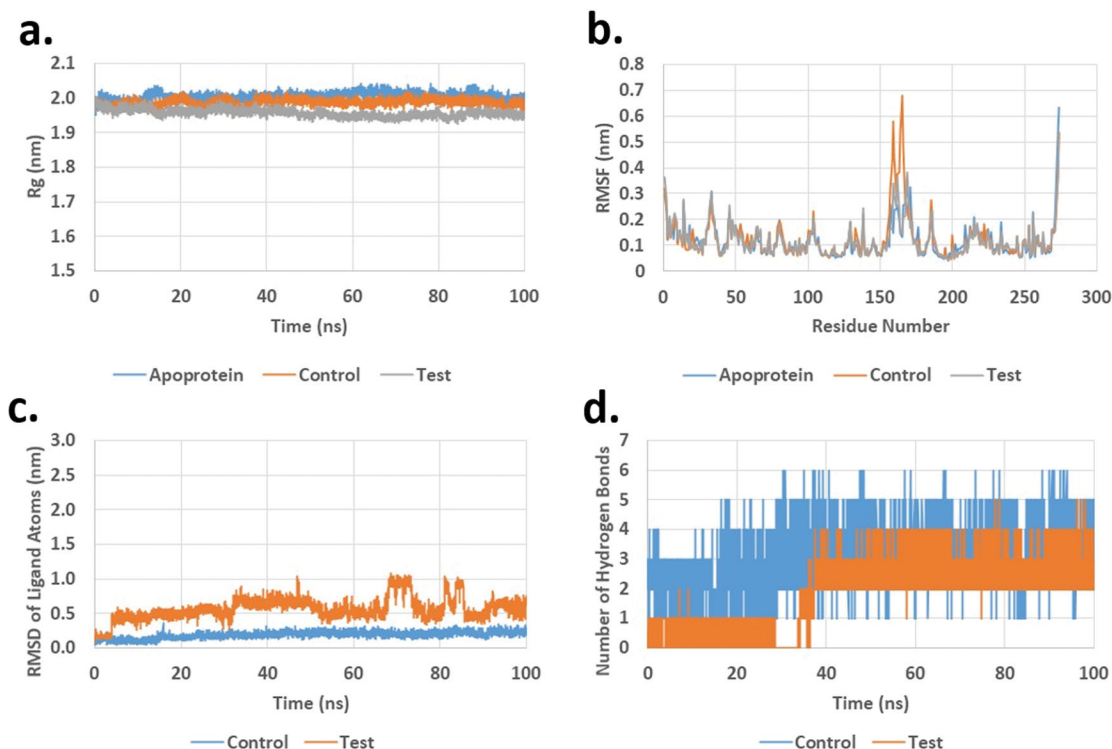 a.
2.1
2.0
1.9
1.8
1.7
1.6
1.5
Rg (nm)
0 20 40 60 80 100
Time (ns)
Apoprotein Control Test
b.
0.8
0.7
0.6
0.5
0.4
0.3
0.2
0.1
0
RMSF (nm)
0 50 100 150 200 250 300
Residue Number
Apoprotein Control Test
c.
3.0
2.5
2.0
1.5
1.0
0.5
0.0
RMSD of Ligand Atoms (nm)
0 20 40 60 80 100
Time (ns)
Control Test
d.
7
6
5
4
3
2
1
0
Number of Hydrogen Bonds
0 20 40 60 80 100
Time (ns)
Control Test